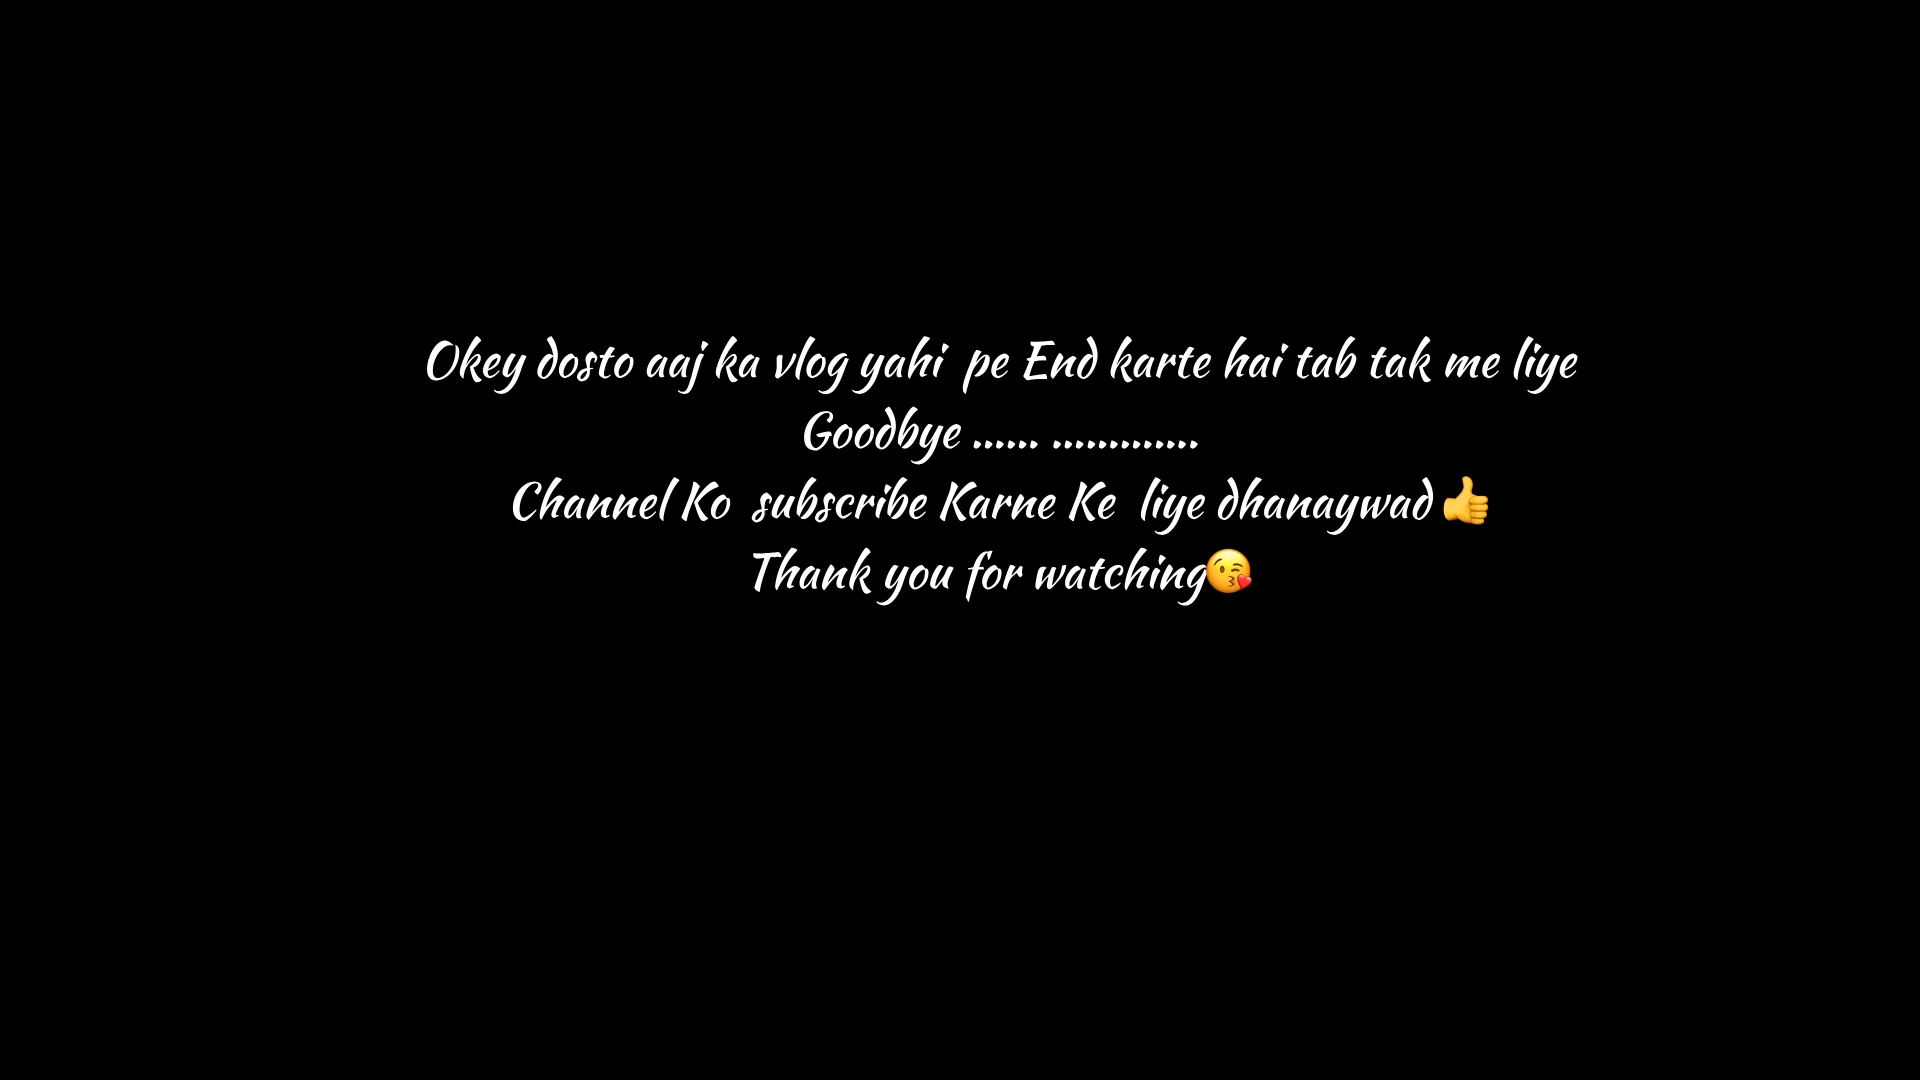 Okey dosto aaj ka vlog yahi  pe End karte hai tab tak me liye
Goodbye ...... .............
Channel Ko  subscribe Karne Ke  liye dhanaywad 👍
Thank you for watching😘